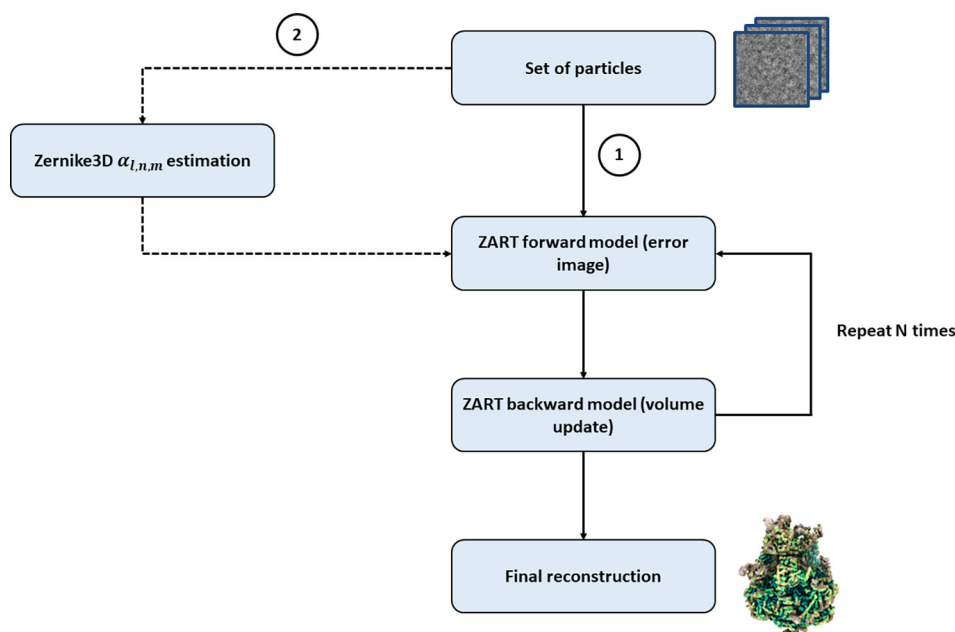 2
Set of particles
Zernike3D αl,n,m estimation
1
ZART forward model (error
image)
Repeat N times
ZART backward model (volume
update)
Final reconstruction